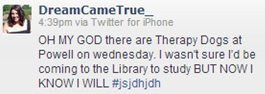 DreamCameTrue_
4:39pm via Twitter for iPhone
OH MY GOD there are Therapy Dogs at
Powell on wednesday. I wasn't sure I'd be
coming to the Library to study BUT NOW I
KNOW I WILL #jsjdhjdh